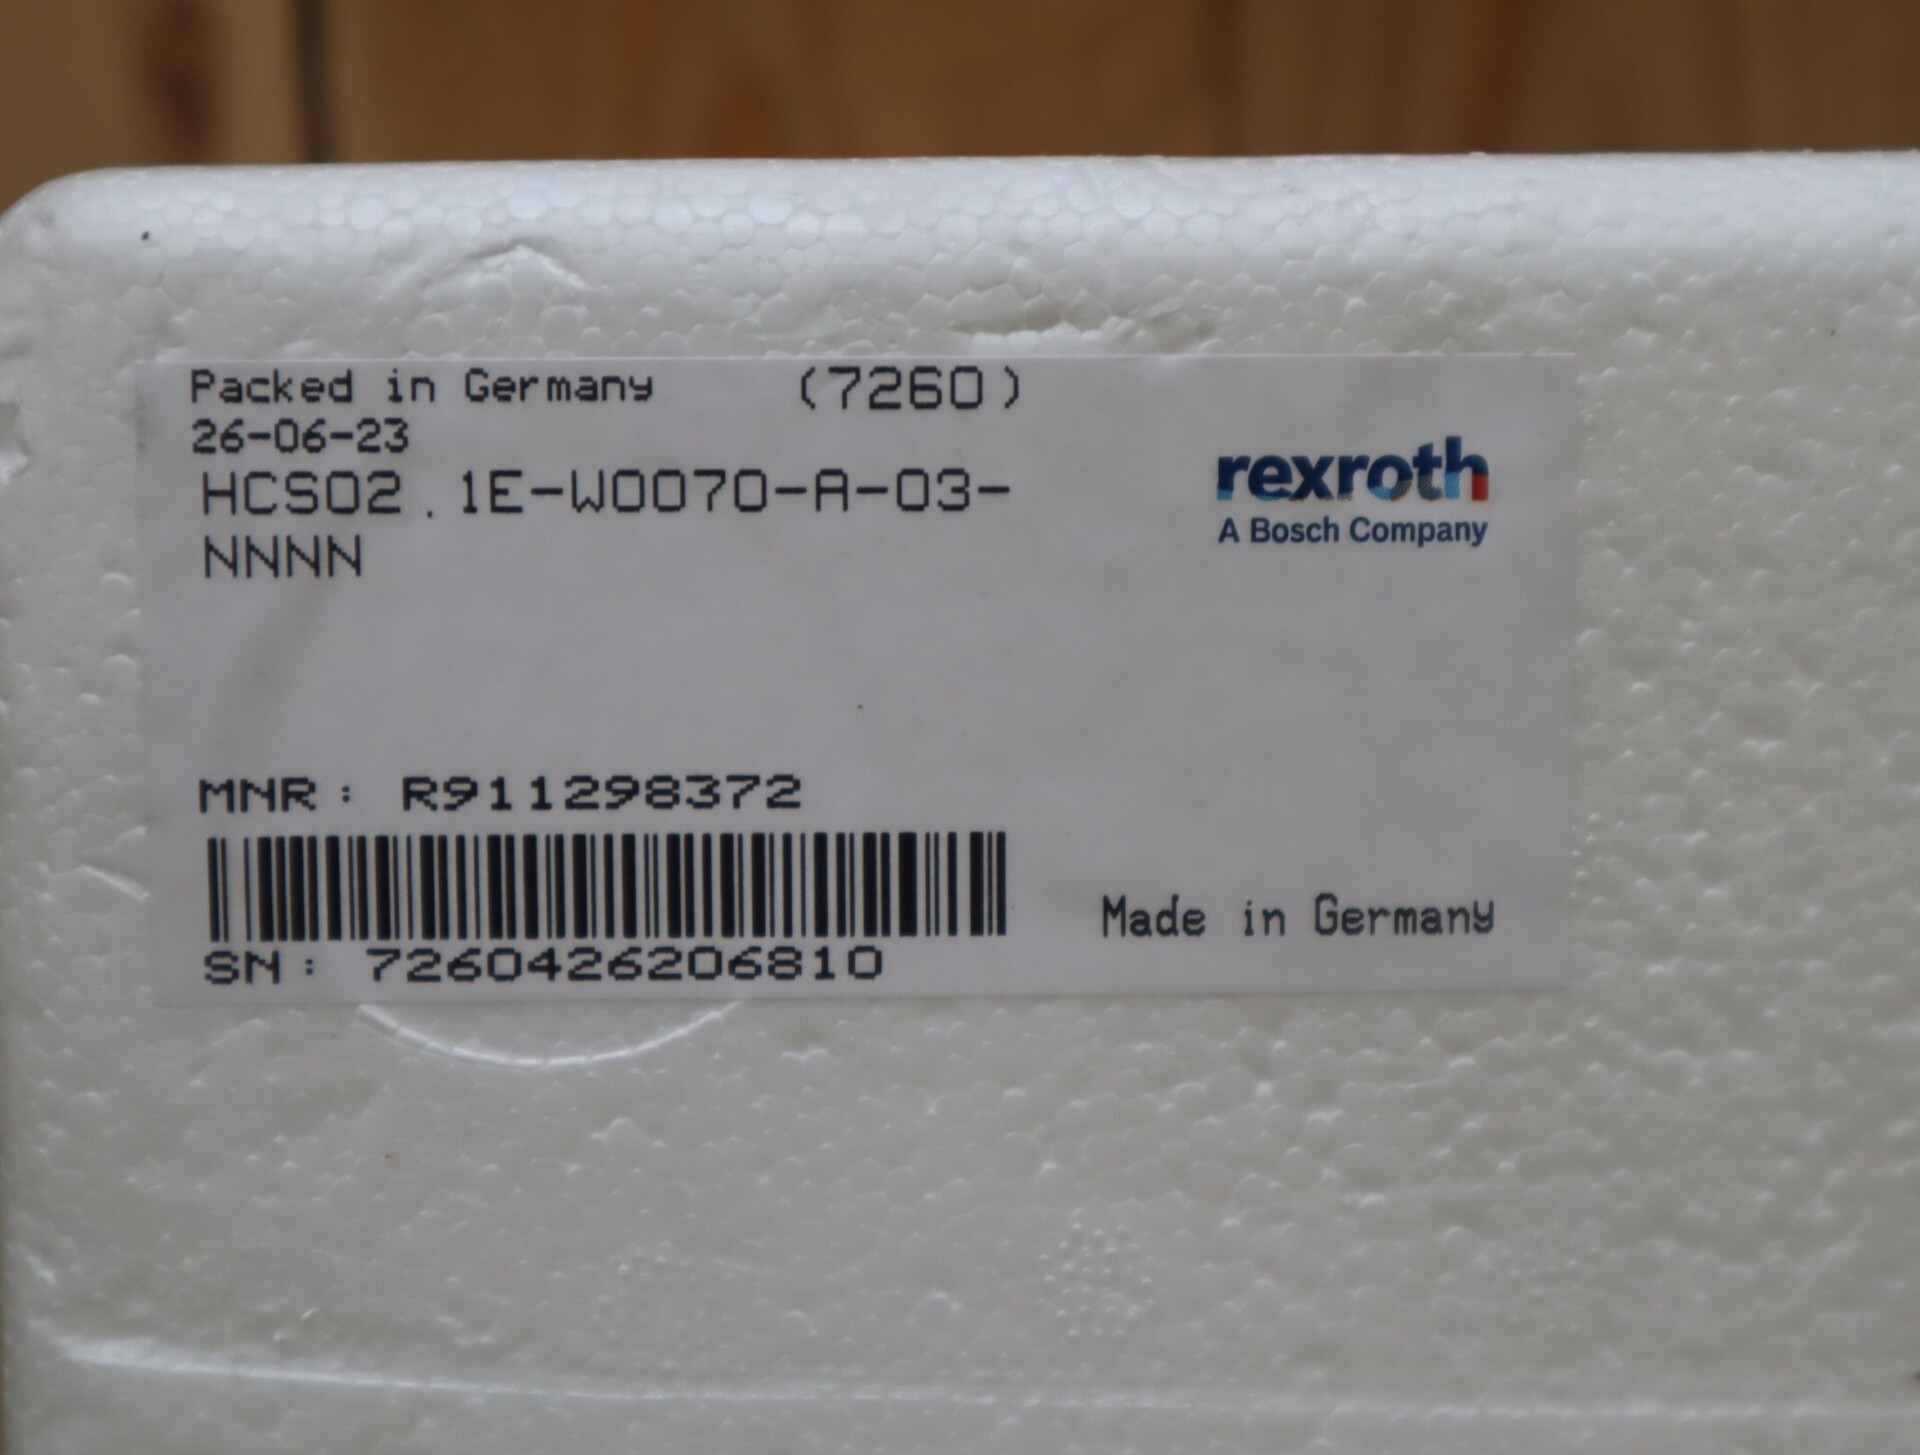 Packed in Germany (7260)
26-06-23
HCS02.1E-W0070-A-03-
NNNN
rexroth
A Bosch Company
MNR: R911298372
Made in Germany
SN: 7260426206810